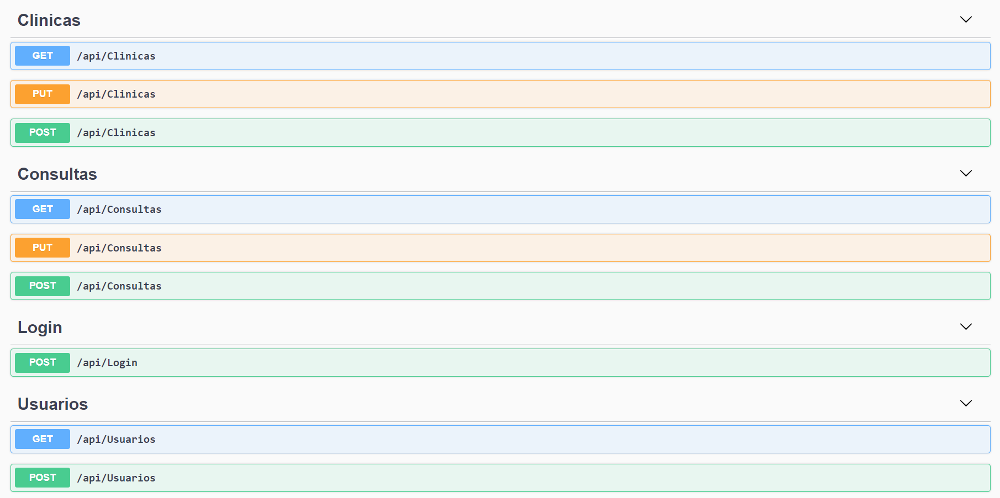 Clinicas
GET /api/Clinicas
PUT /api/Clinicas
POST /api/Clinicas
Consultas
GET /api/Consultas
PUT /api/Consultas
POST /api/Consultas
Login
POST /api/Login
Usuarios
GET /api/Usuarios
POST /api/Usuarios